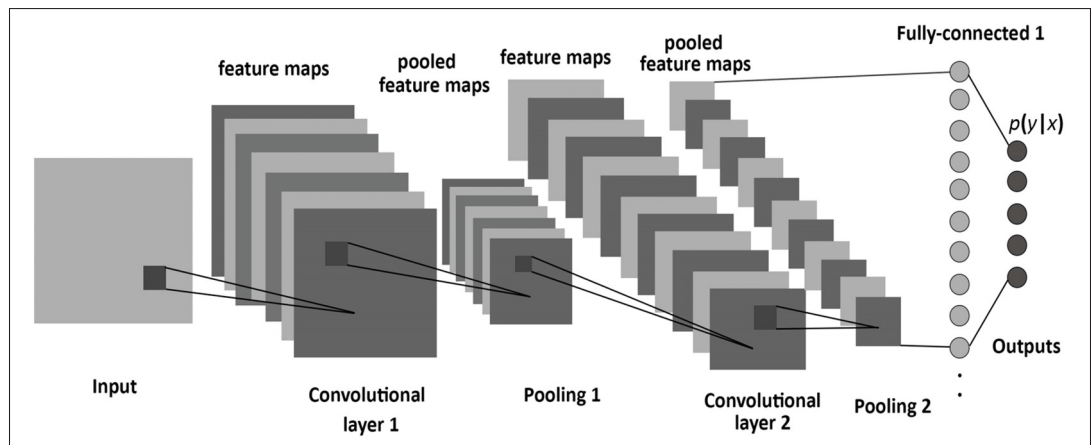 feature maps
pooled
feature maps
feature maps
pooled
feature maps
Fully-connected 1
p(y|x)
Input
Convolutional
layer 1
Pooling 1
Convolutional
layer 2
Pooling 2
Outputs